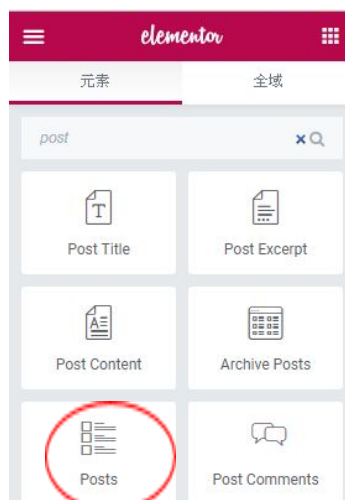 elementor
元素 全域
post
Post Title Post Excerpt
Post Content Archive Posts
Posts Post Comments